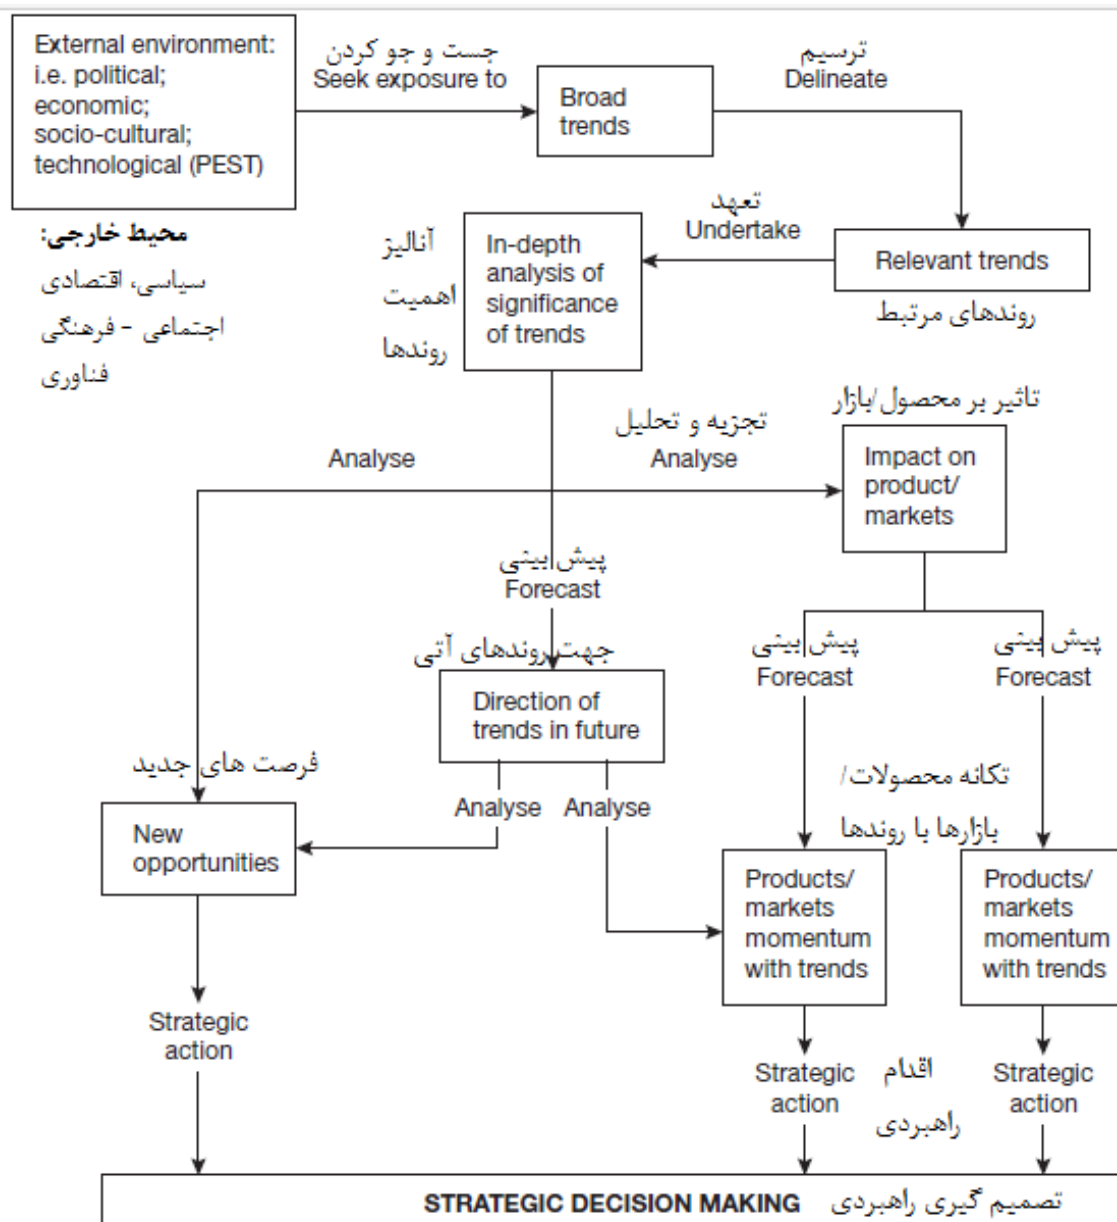 External environment:
i.e. political;
economic;
socio-cultural;
technological (PEST)
جست و جو کردن
Seek exposure to
Broad
trends
ترسیم
Delineate
محیط خارجی:
سیاسی، اقتصادی
اجتماعی - فرهنگی
فناوری
آنالیز
اهمیت
روندها
In-depth
analysis of
significance
of trends
تعهد
Undertake
Relevant trends
روندهای مرتبط
تاثیر بر محصول/بازار
Analyse
تجزیه و تحلیل
Analyse
Impact on
product/
markets
پیش بینی
Forecast
جهت روندهای آتی
Direction of
trends in future
پیش بینی
Forecast
پیش بینی
Forecast
فرصت های جدید
New
opportunities
Analyse
Analyse
تکانه محصولات/
بازارها با روندها
Products/
markets
momentum
with trends
Products/
markets
momentum
with trends
Strategic
action
Strategic
action
اقدام
راهبردی
Strategic
action
STRATEGIC DECISION MAKING تصمیم گیری راهبردی